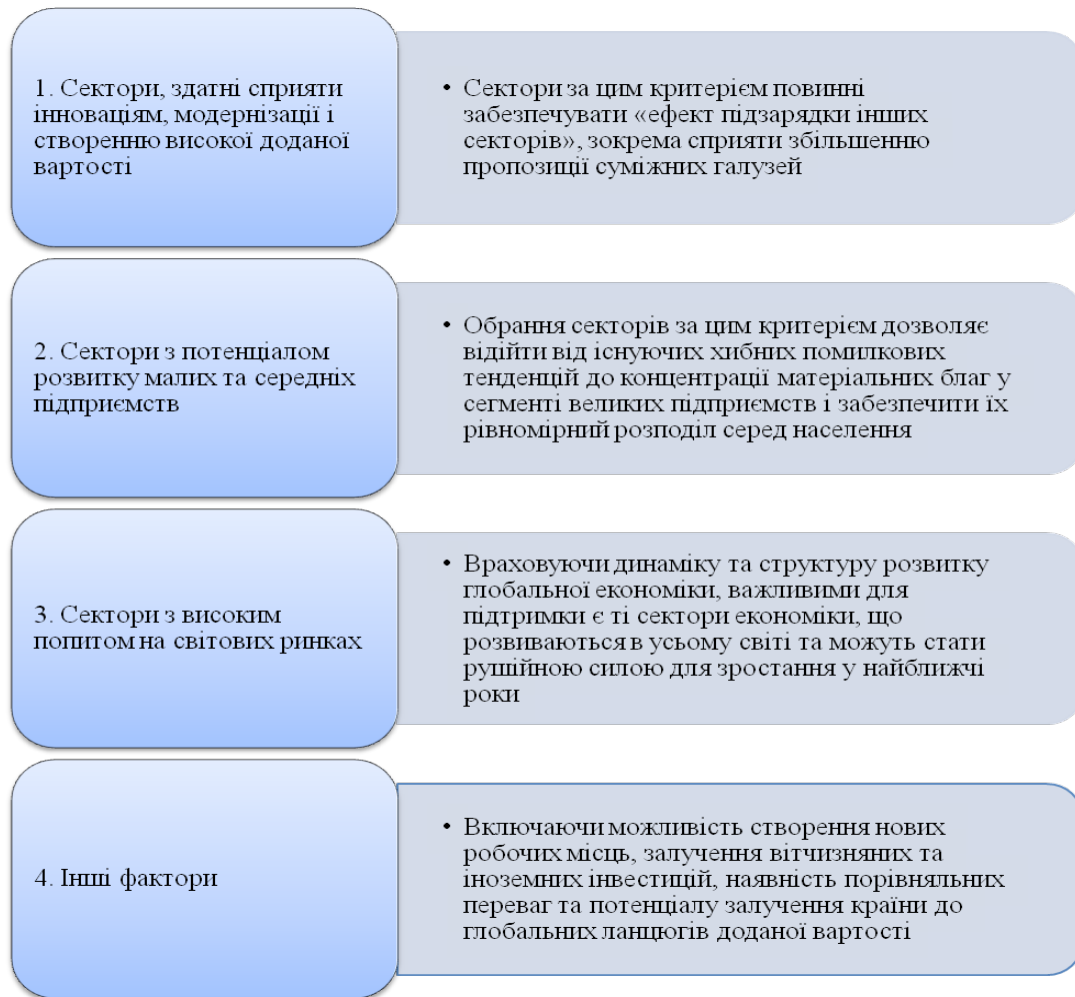 1. Сектори, здатні сприяти
інноваціям, модернізації і
створенню високої доданої
вартості
• Сектори за цим критерієм повинні
забезпечувати «ефект підзарядки інших
секторів», зокрема сприяти збільшенню
пропозиції суміжних галузей
2. Сектори з потенціалом
розвитку малих та середніх
підприємств
• Обрання секторів за цим критерієм дозволяє
відійти від існуючих хибних помилкових
тенденцій до концентрації матеріальних благ у
сегменті великих підприємств і забезпечити їх
рівномірний розподіл серед населення
3. Сектори з високим
попитом на світових ринках
• Враховуючи динаміку та структуру розвитку
глобальної економіки, важливими для
підтримки є ті сектори економіки, що
розвиваються в усьому світі та можуть стати
рушійною силою для зростання у найближчі
роки
4. Інші фактори
• Включаючи можливість створення нових
робочих місць, залучення вітчизняних та
іноземних інвестицій, наявність порівняльних
переваг та потенціалу залучення країни до
глобальних ланцюгів доданої вартості